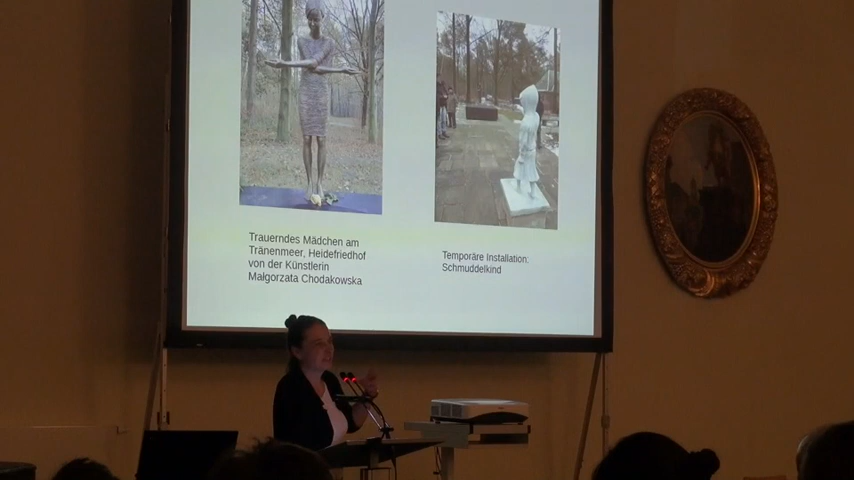 Trauerndes Mädchen am
Tränenmeer, Heidefriedhof
von der Künstlerin
Małgorzata Chodakowska
Temporäre Installation:
Schmuddelkind